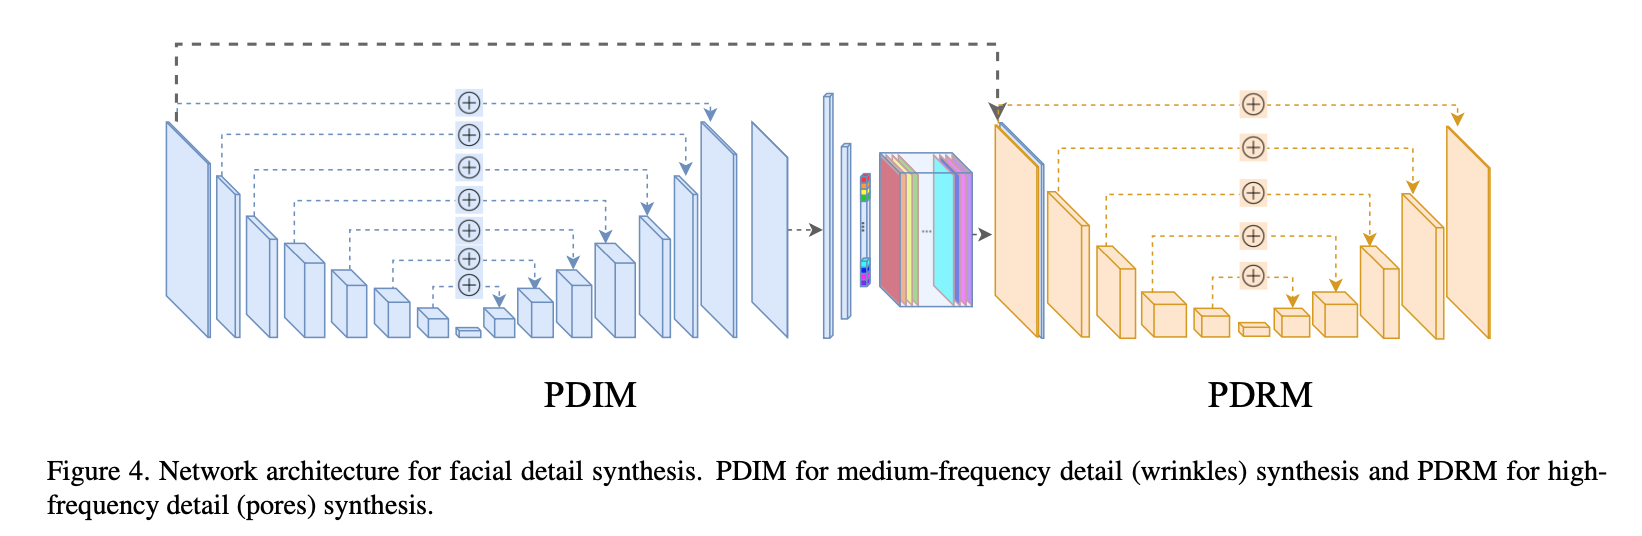 PDIM
PDRM
Figure 4. Network architecture for facial detail synthesis. PDIM for medium-frequency detail (wrinkles) synthesis and PDRM for high-
frequency detail (pores) synthesis.